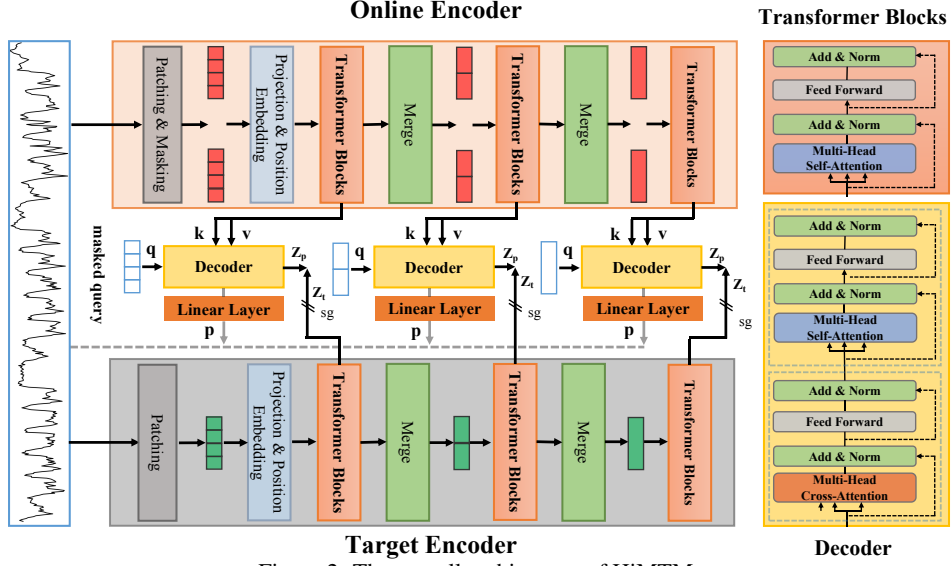 Online Encoder
Transformer Blocks
Patching & Masking
Projection & Position
Embedding
Transformer Blocks
Merge
Transformer Blocks
Merge
Transformer Blocks
Add & Norm
Feed Forward
Add & Norm
Multi-Head
Self-Attention
masked query
q
k
v
Decoder
Zp
Zt
sg
Linear Layer
p
q
k
v
Decoder
Zp
Zt
sg
Linear Layer
p
q
k
v
Decoder
Zp
Zt
sg
Linear Layer
p
Add & Norm
Feed Forward
Add & Norm
Multi-Head
Self-Attention
Add & Norm
Feed Forward
Add & Norm
Multi-Head
Cross-Attention
Patching
Projection & Position
Embedding
Transformer Blocks
Merge
Transformer Blocks
Merge
Transformer Blocks
Target Encoder
Decoder